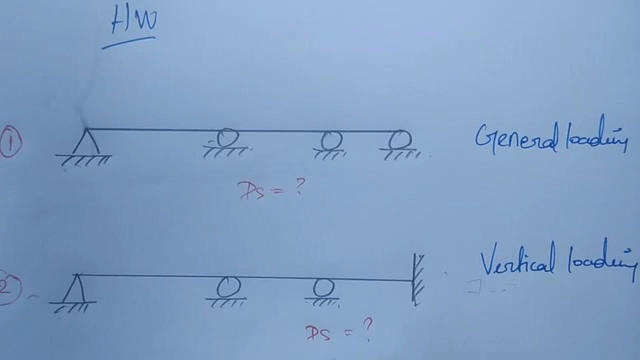 HW
① General loading
Ds = ?
② Vertical loading
Ds = ?